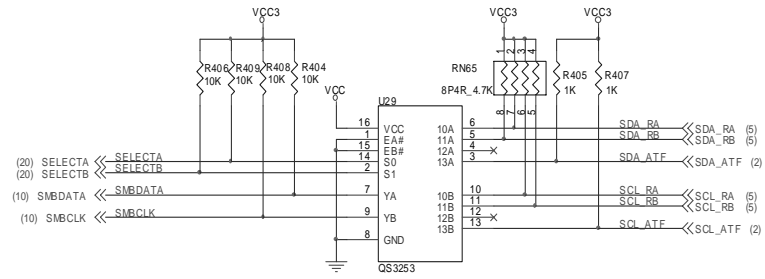 VCC3
VCC3
VCC3
R406
10K
R409
10K
R408
10K
R404
10K
RN65
8P4R_4.7K
1
2
3
4
8
7
6
5
R405
1K
R407
1K
VCC
U29
16 VCC
1 EA#
15 EB#
14 S0
2 S1
7 YA
9 YB
8 GND
10A 6
11A 5
12A 4
13A 3
10B 10
11B 11
12B 12
13B 13
QS3253
(20) SELECTA SELECTA
(20) SELECTB SELECTB
(10) SMBDATA SMBDATA
(10) SMBCLK SMBCLK
SDA_RA SDA_RA (5)
SDA_RB SDA_RB (5)
SDA_ATF SDA_ATF (2)
SCL_RA SCL_RA (5)
SCL_RB SCL_RB (5)
SCL_ATF SCL_ATF (2)